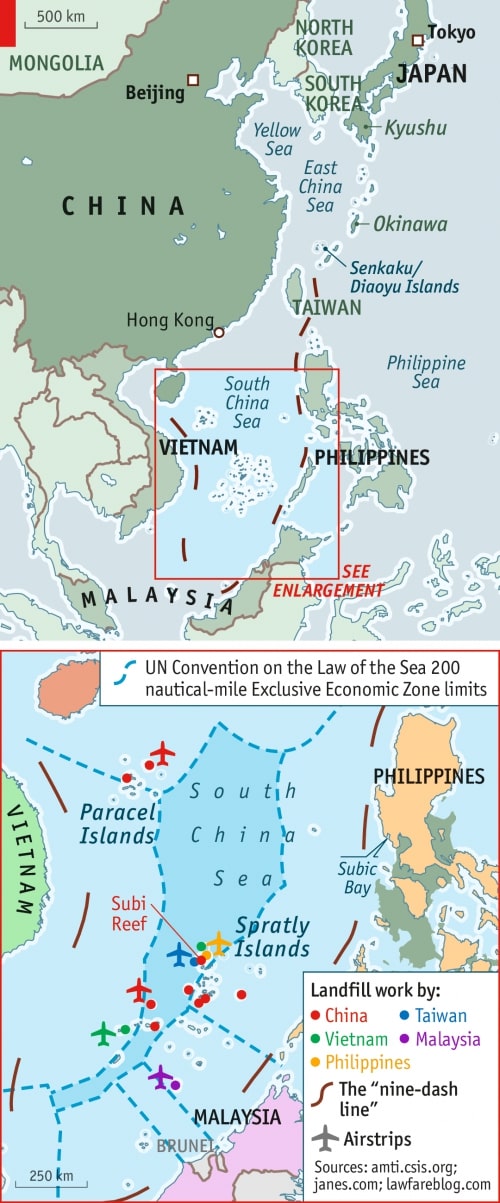 500 km
MONGOLIA
Beijing
NORTH
KOREA
SOUTH
KOREA
Tokyo
JAPAN
Kyushu
Yellow
Sea
East
China
Sea
CHINA
Okinawa
Senkaku/
Diaoyu Islands
TAIWAN
Hong Kong
Philippine
Sea
South
China
Sea
VIETNAM
PHILIPPINES
SEE
ENLARGEMENT
MALAYSIA
UN Convention on the Law of the Sea 200
nautical-mile Exclusive Economic Zone limits
PHILIPPINES
VIETNAM
Paracel
Islands
South
China
Sea
Subic
Bay
Subi
Reef
Spratly
Islands
Landfill work by:
China
Taiwan
Vietnam
Malaysia
Philippines
The “nine-dash
line”
Airstrips
Sources: amti.csis.org;
janes.com; lawfareblog.com
MALAYSIA
BRUNEI
250 km